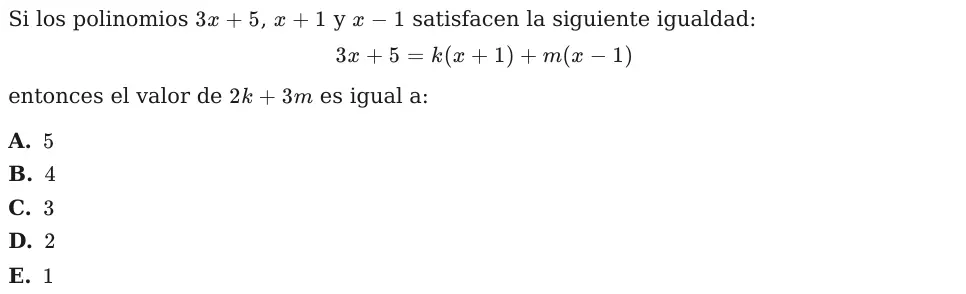 Si los polinomios 3x + 5, x + 1 y x − 1 satisfacen la siguiente igualdad:
3x + 5 = k(x + 1) + m(x − 1)
entonces el valor de 2k + 3m es igual a:
A. 5
B. 4
C. 3
D. 2
E. 1